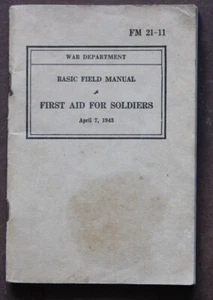 FM 21-11
WAR DEPARTMENT
BASIC FIELD MANUAL
FIRST AID FOR SOLDIERS
April 7, 1943